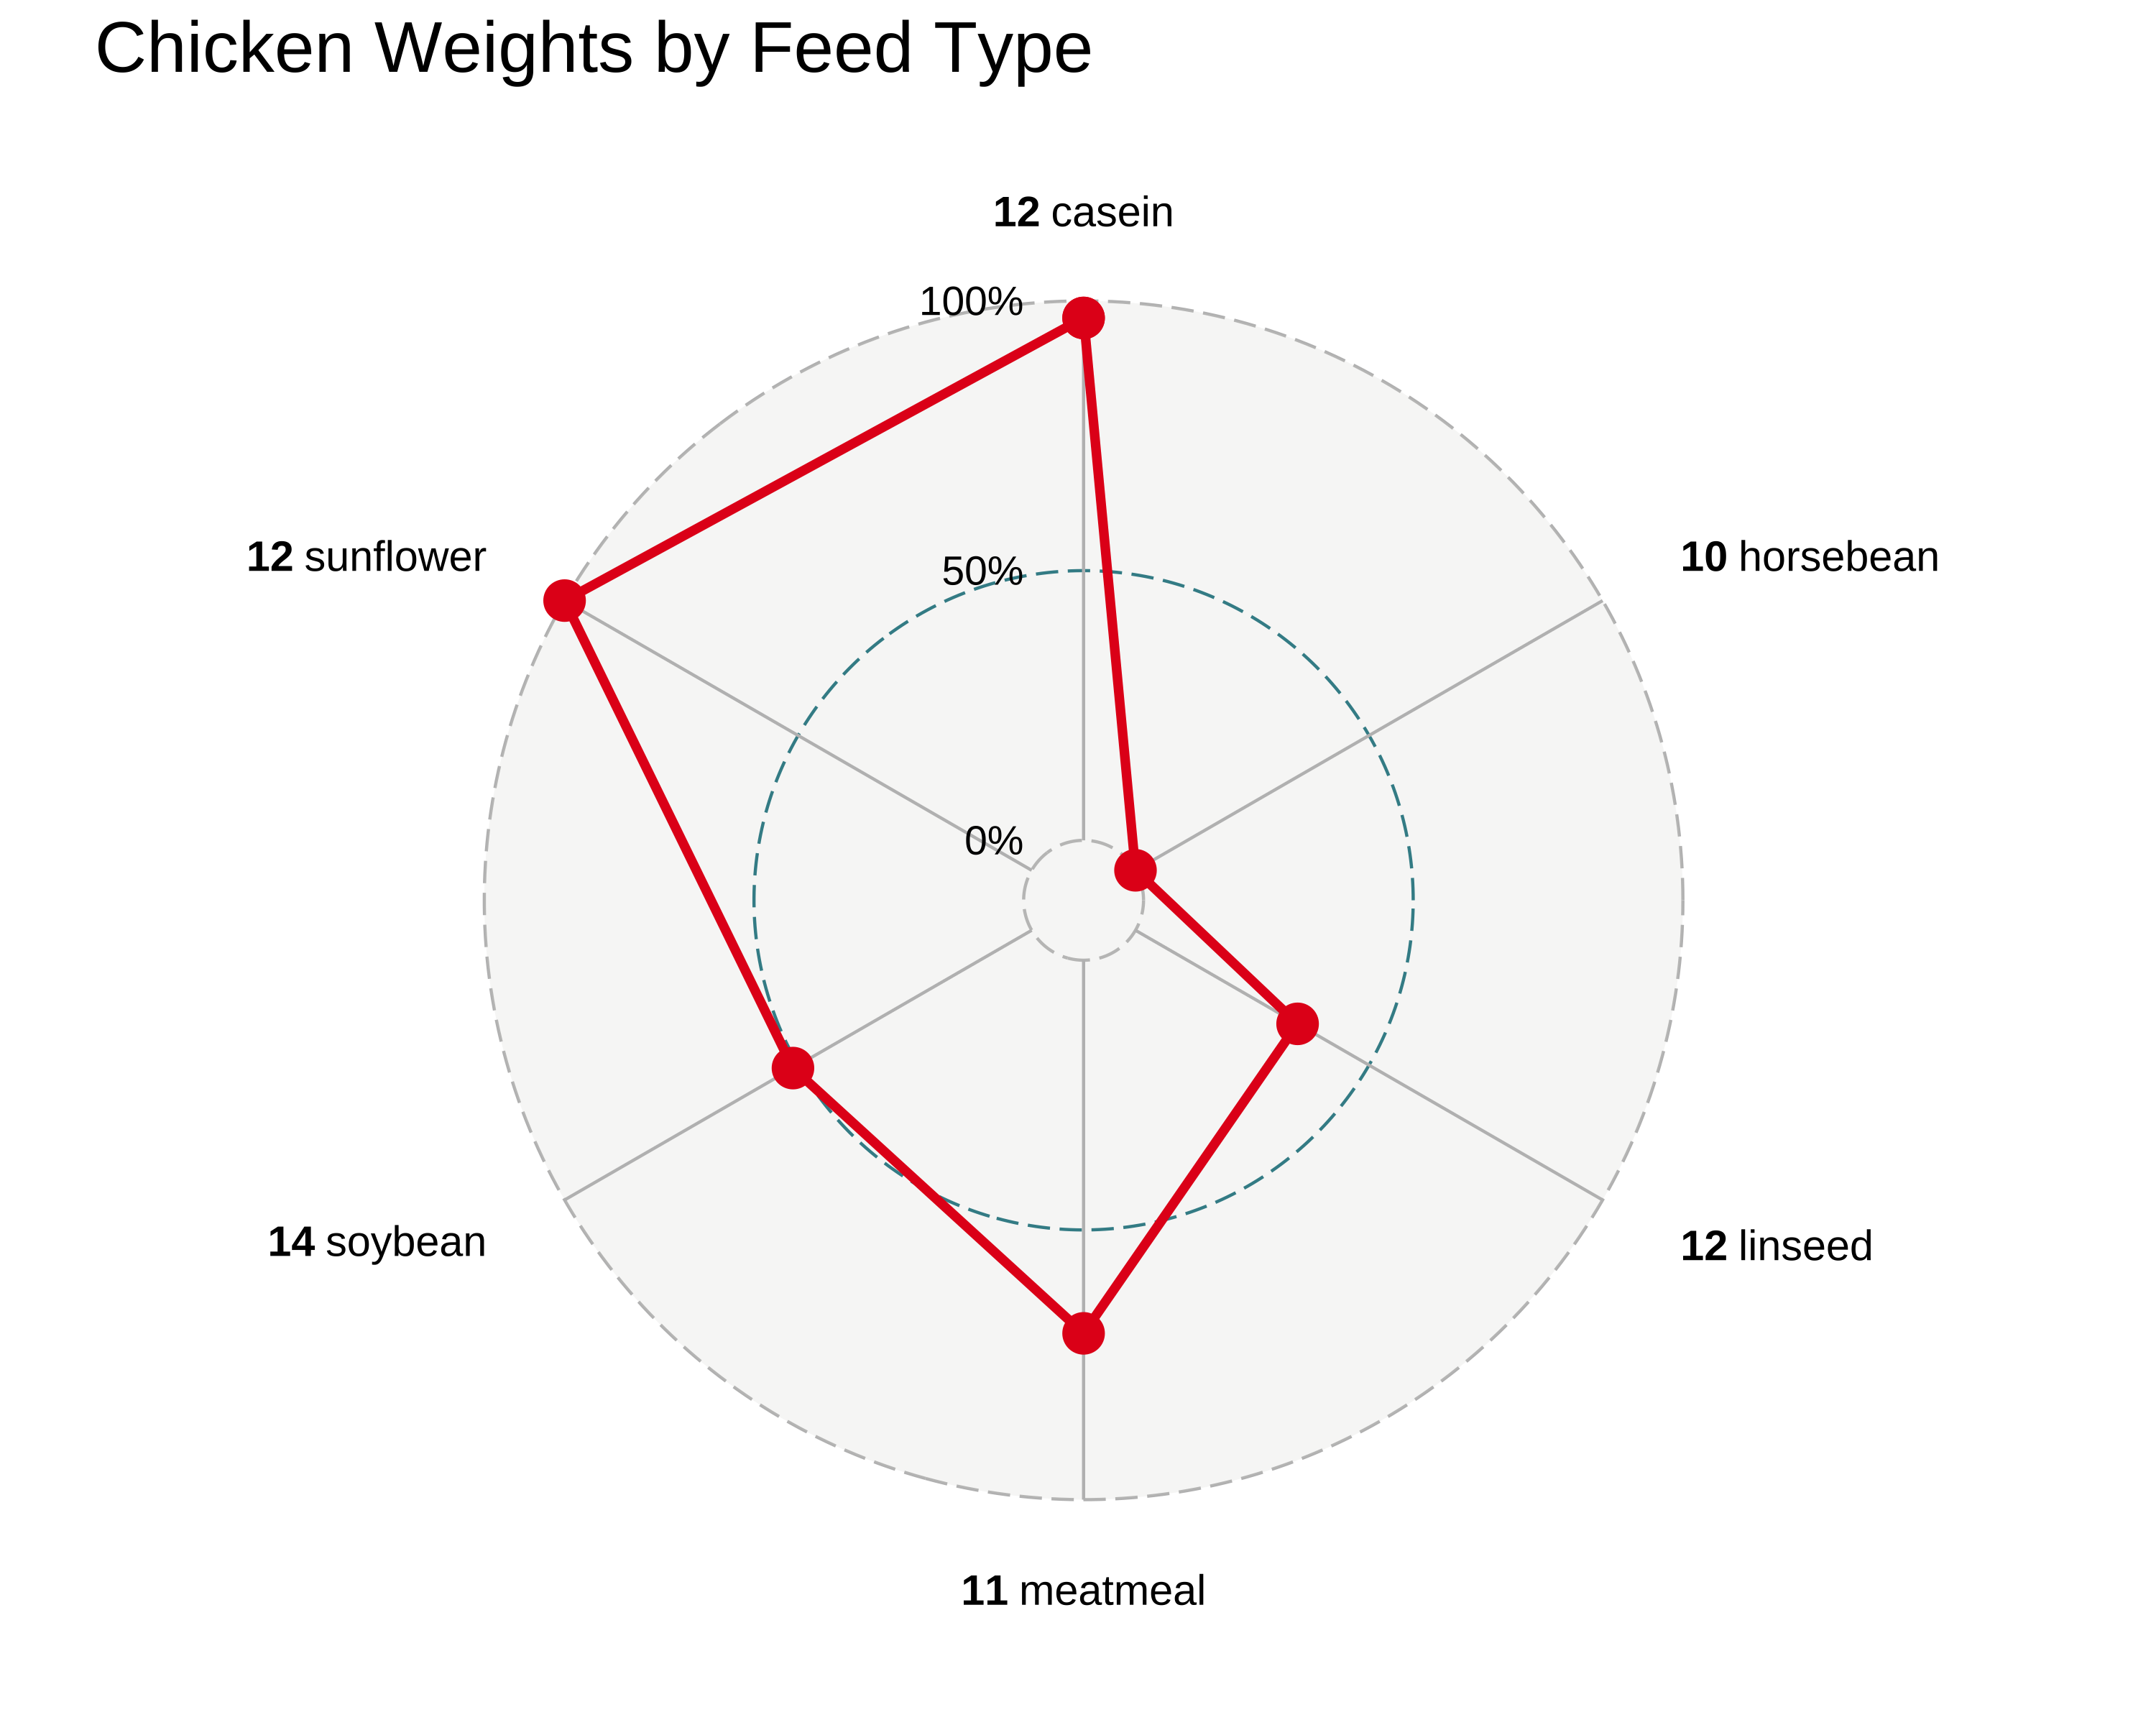 Chicken Weights by Feed Type
12 casein
100%
12 sunflower
50%
10 horsebean
0%
14 soybean
12 linseed
11 meatmeal